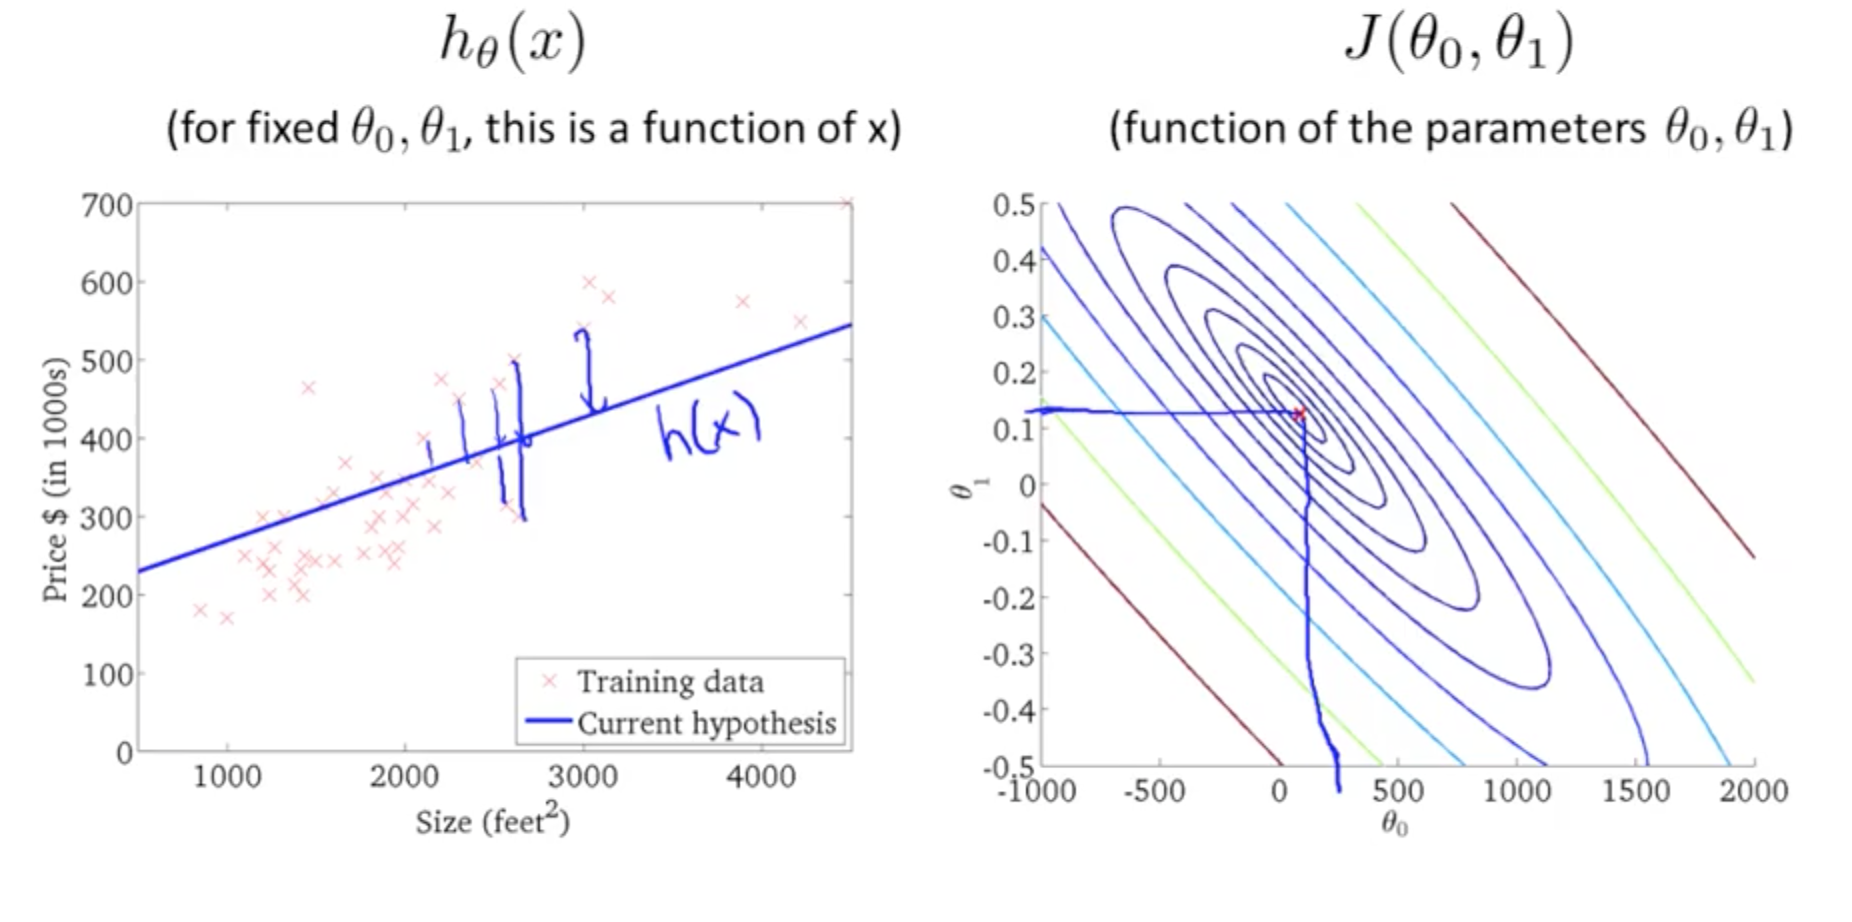 h_θ(x)
(for fixed θ₀, θ₁, this is a function of x)
700
600
500
400
300
200
100
0
Price $ (in 1000s)
h(x)
Training data
Current hypothesis
1000 2000 3000 4000
Size (feet²)
J(θ₀, θ₁)
(function of the parameters θ₀, θ₁)
0.5
0.4
0.3
0.2
0.1
0
-0.1
-0.2
-0.3
-0.4
-0.5
θ₁
-1000 -500 0 500 1000 1500 2000
θ₀